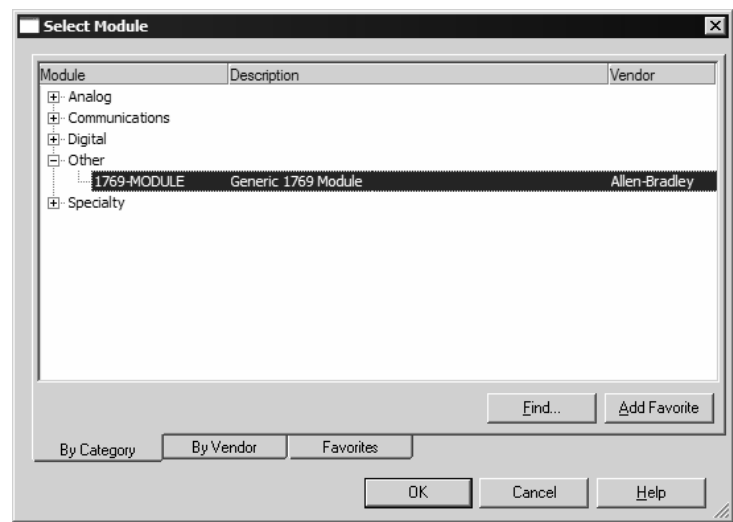 Select Module
Module Description Vendor
Analog
Communications
Digital
Other
1769-MODULE Generic 1769 Module Allen-Bradley
Specialty
Find... Add Favorite
By Category By Vendor Favorites
OK Cancel Help